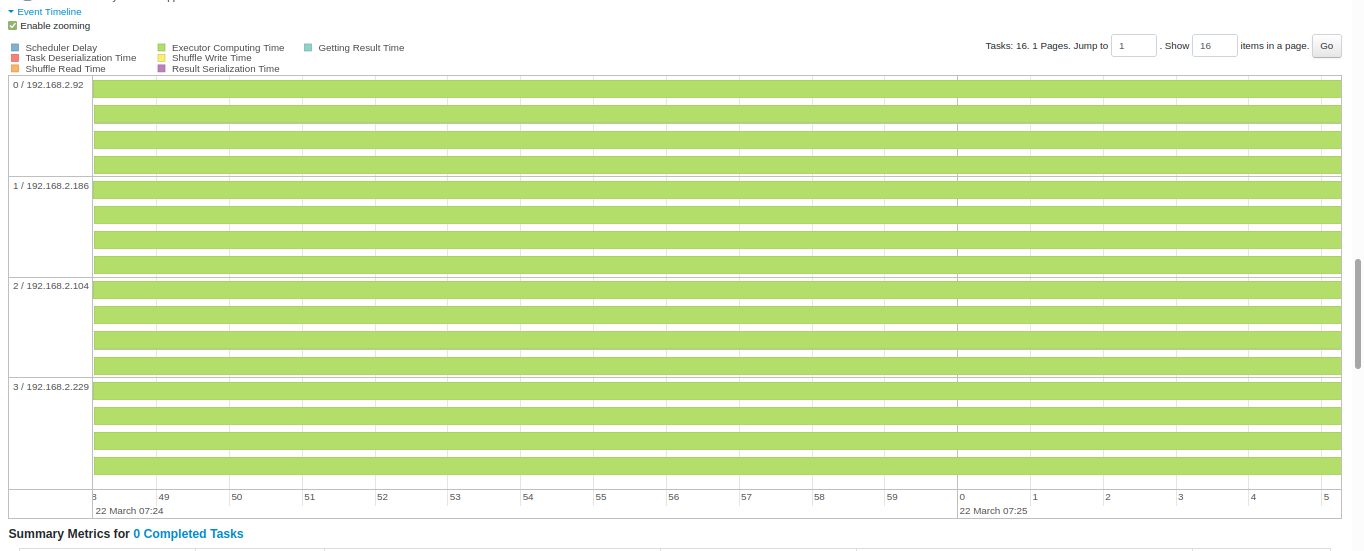 Event Timeline
Enable zooming
Scheduler Delay
Executor Computing Time
Getting Result Time
Task Deserialization Time
Shuffle Write Time
Shuffle Read Time
Result Serialization Time
Tasks: 16. 1 Pages. Jump to 1 . Show 16 items in a page. Go
0 / 192.168.2.92
1 / 192.168.2.186
2 / 192.168.2.104
3 / 192.168.2.229
49 50 51 52 53 54 55 56 57 58 59 0 1 2 3 4 5
22 March 07:24 22 March 07:25
Summary Metrics for 0 Completed Tasks